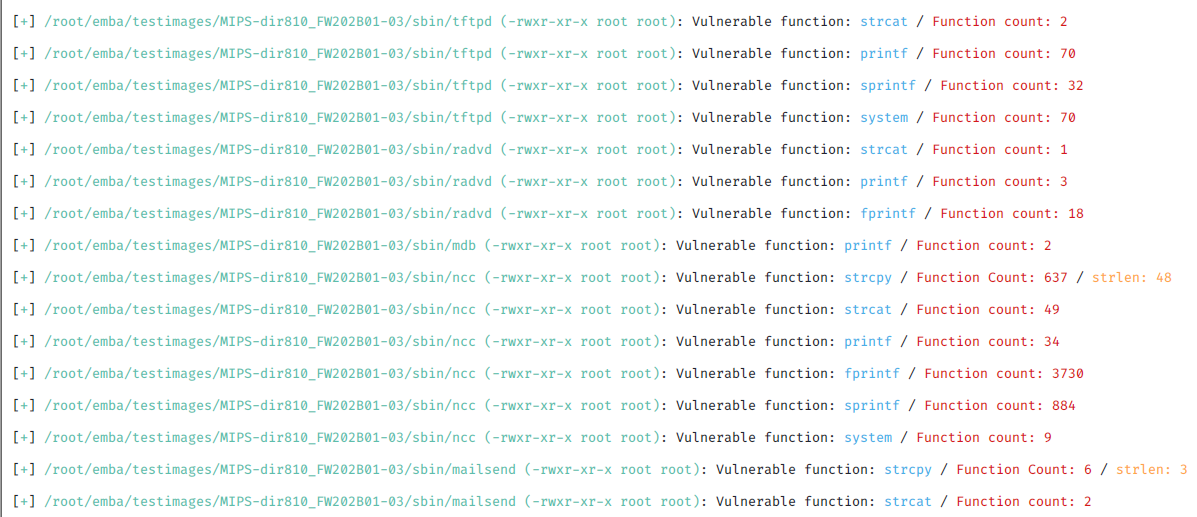 [+] /root/emba/testimages/MIPS-dir810_FW202B01-03/sbin/tftpd (-rwxr-xr-x root root): Vulnerable function: strcat / Function count: 2
[+] /root/emba/testimages/MIPS-dir810_FW202B01-03/sbin/tftpd (-rwxr-xr-x root root): Vulnerable function: printf / Function count: 70
[+] /root/emba/testimages/MIPS-dir810_FW202B01-03/sbin/tftpd (-rwxr-xr-x root root): Vulnerable function: sprintf / Function count: 32
[+] /root/emba/testimages/MIPS-dir810_FW202B01-03/sbin/tftpd (-rwxr-xr-x root root): Vulnerable function: system / Function count: 70
[+] /root/emba/testimages/MIPS-dir810_FW202B01-03/sbin/radvd (-rwxr-xr-x root root): Vulnerable function: strcat / Function count: 1
[+] /root/emba/testimages/MIPS-dir810_FW202B01-03/sbin/radvd (-rwxr-xr-x root root): Vulnerable function: printf / Function count: 3
[+] /root/emba/testimages/MIPS-dir810_FW202B01-03/sbin/radvd (-rwxr-xr-x root root): Vulnerable function: fprintf / Function count: 18
[+] /root/emba/testimages/MIPS-dir810_FW202B01-03/sbin/mdb (-rwxr-xr-x root root): Vulnerable function: printf / Function count: 2
[+] /root/emba/testimages/MIPS-dir810_FW202B01-03/sbin/ncc (-rwxr-xr-x root root): Vulnerable function: strcpy / Function Count: 637 / strlen: 48
[+] /root/emba/testimages/MIPS-dir810_FW202B01-03/sbin/ncc (-rwxr-xr-x root root): Vulnerable function: strcat / Function count: 49
[+] /root/emba/testimages/MIPS-dir810_FW202B01-03/sbin/ncc (-rwxr-xr-x root root): Vulnerable function: printf / Function count: 34
[+] /root/emba/testimages/MIPS-dir810_FW202B01-03/sbin/ncc (-rwxr-xr-x root root): Vulnerable function: fprintf / Function count: 3730
[+] /root/emba/testimages/MIPS-dir810_FW202B01-03/sbin/ncc (-rwxr-xr-x root root): Vulnerable function: sprintf / Function count: 884
[+] /root/emba/testimages/MIPS-dir810_FW202B01-03/sbin/ncc (-rwxr-xr-x root root): Vulnerable function: system / Function count: 9
[+] /root/emba/testimages/MIPS-dir810_FW202B01-03/sbin/mailsend (-rwxr-xr-x root root): Vulnerable function: strcpy / Function Count: 6 / strlen: 3
[+] /root/emba/testimages/MIPS-dir810_FW202B01-03/sbin/mailsend (-rwxr-xr-x root root): Vulnerable function: strcat / Function count: 2